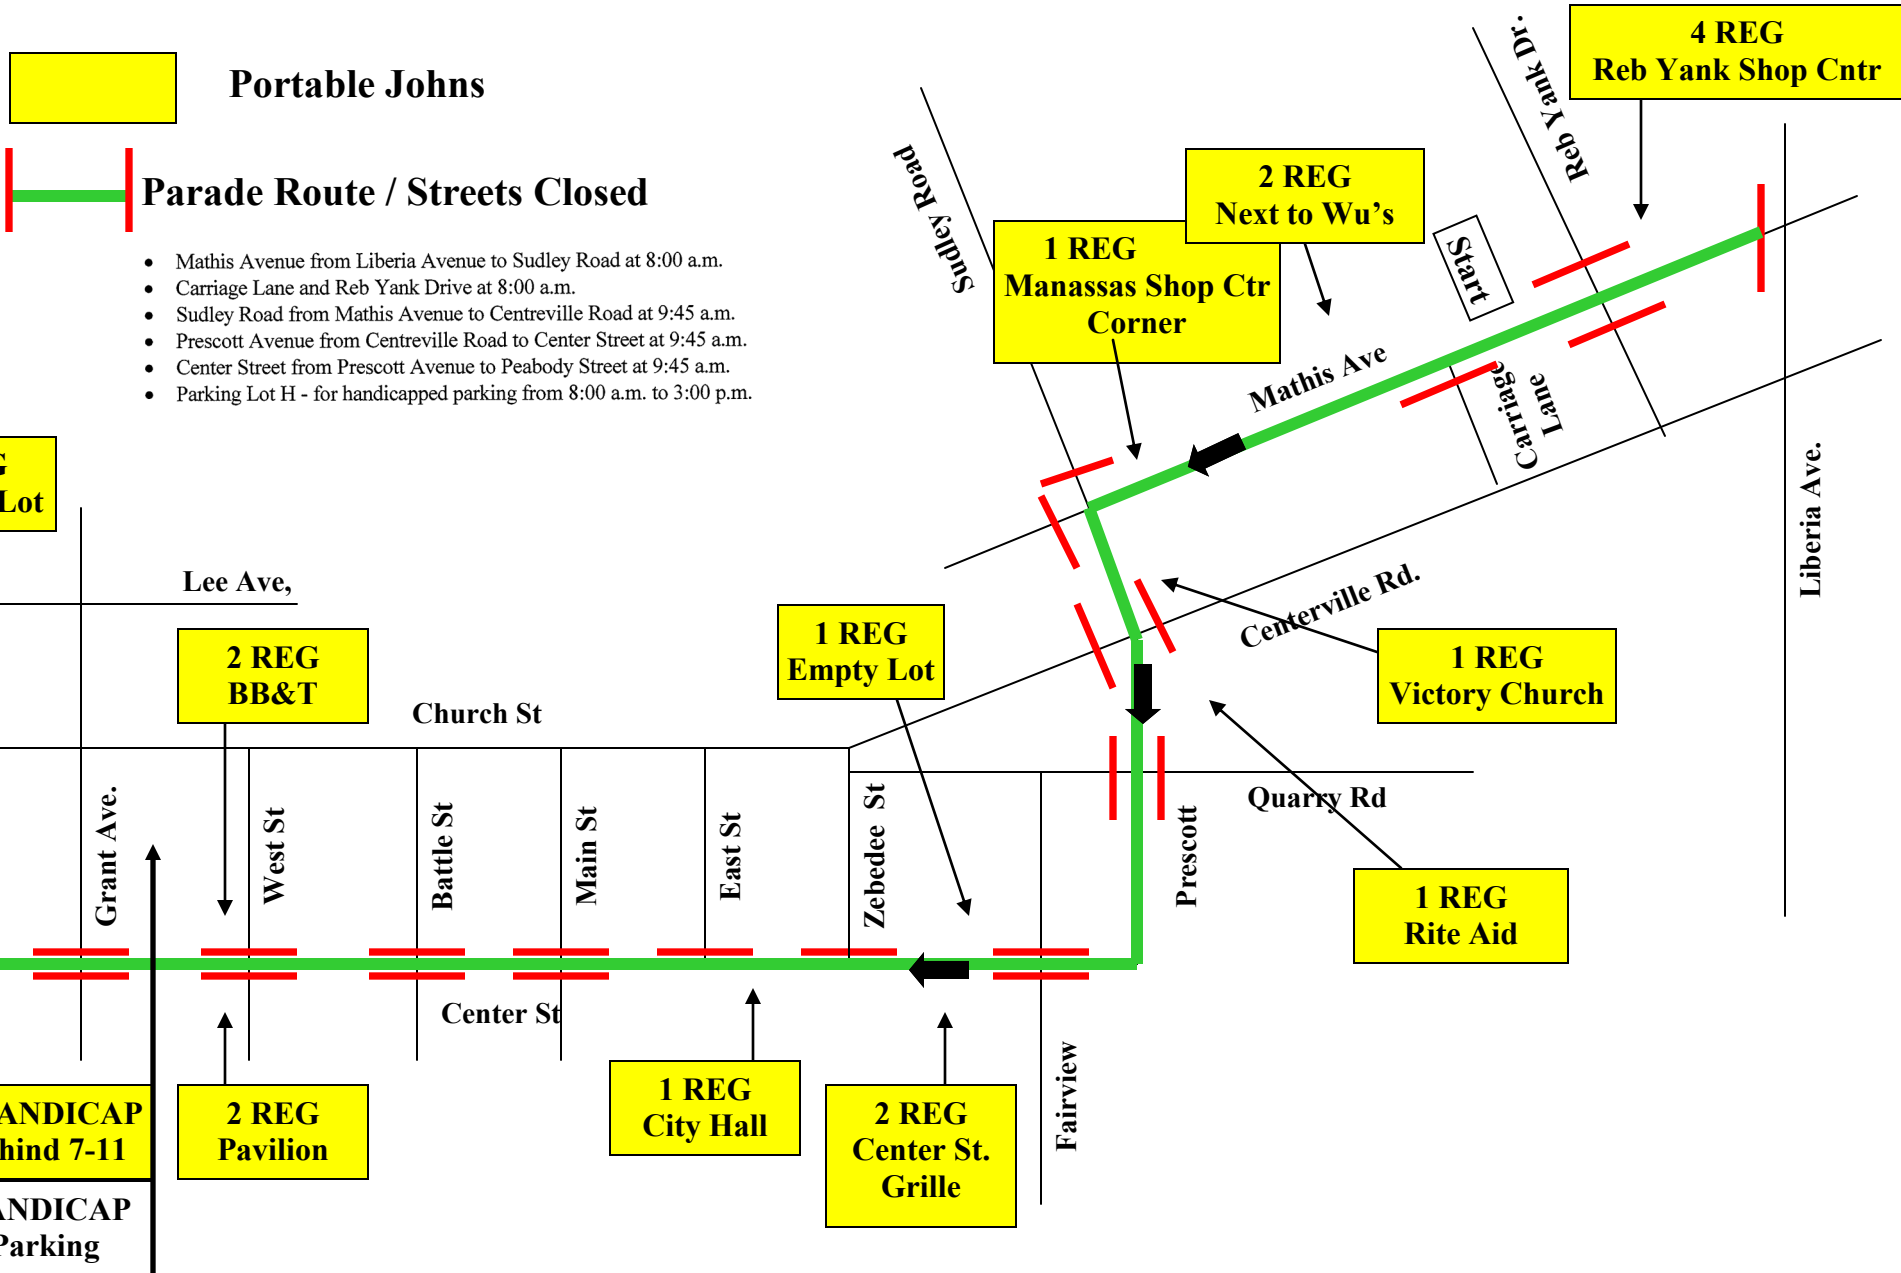 Portable Johns
Parade Route / Streets Closed
• Mathis Avenue from Liberia Avenue to Sudley Road at 8:00 a.m.
• Carriage Lane and Reb Yank Drive at 8:00 a.m.
• Sudley Road from Mathis Avenue to Centreville Road at 9:45 a.m.
• Prescott Avenue from Centreville Road to Center Street at 9:45 a.m.
• Center Street from Prescott Avenue to Peabody Street at 9:45 a.m.
• Parking Lot H - for handicapped parking from 8:00 a.m. to 3:00 p.m.
4 REG
Reb Yank Shop Cntr
Reb Yank Dr.
2 REG
Next to Wu's
Sudley Road
1 REG
Manassas Shop Ctr
Corner
Start
Mathis Ave
Carriage
Lane
Liberia Ave.
Lot
Lee Ave,
Centerville Rd.
1 REG
Empty Lot
2 REG
BB&T
1 REG
Victory Church
Church St
Quarry Rd
Grant Ave.
West St
Battle St
Main St
East St
Zebedee St
Prescott
1 REG
Rite Aid
Center St
Fairview
ANDICAP
hind 7-11
2 REG
Pavilion
1 REG
City Hall
2 REG
Center St.
Grille
ANDICAP
Parking